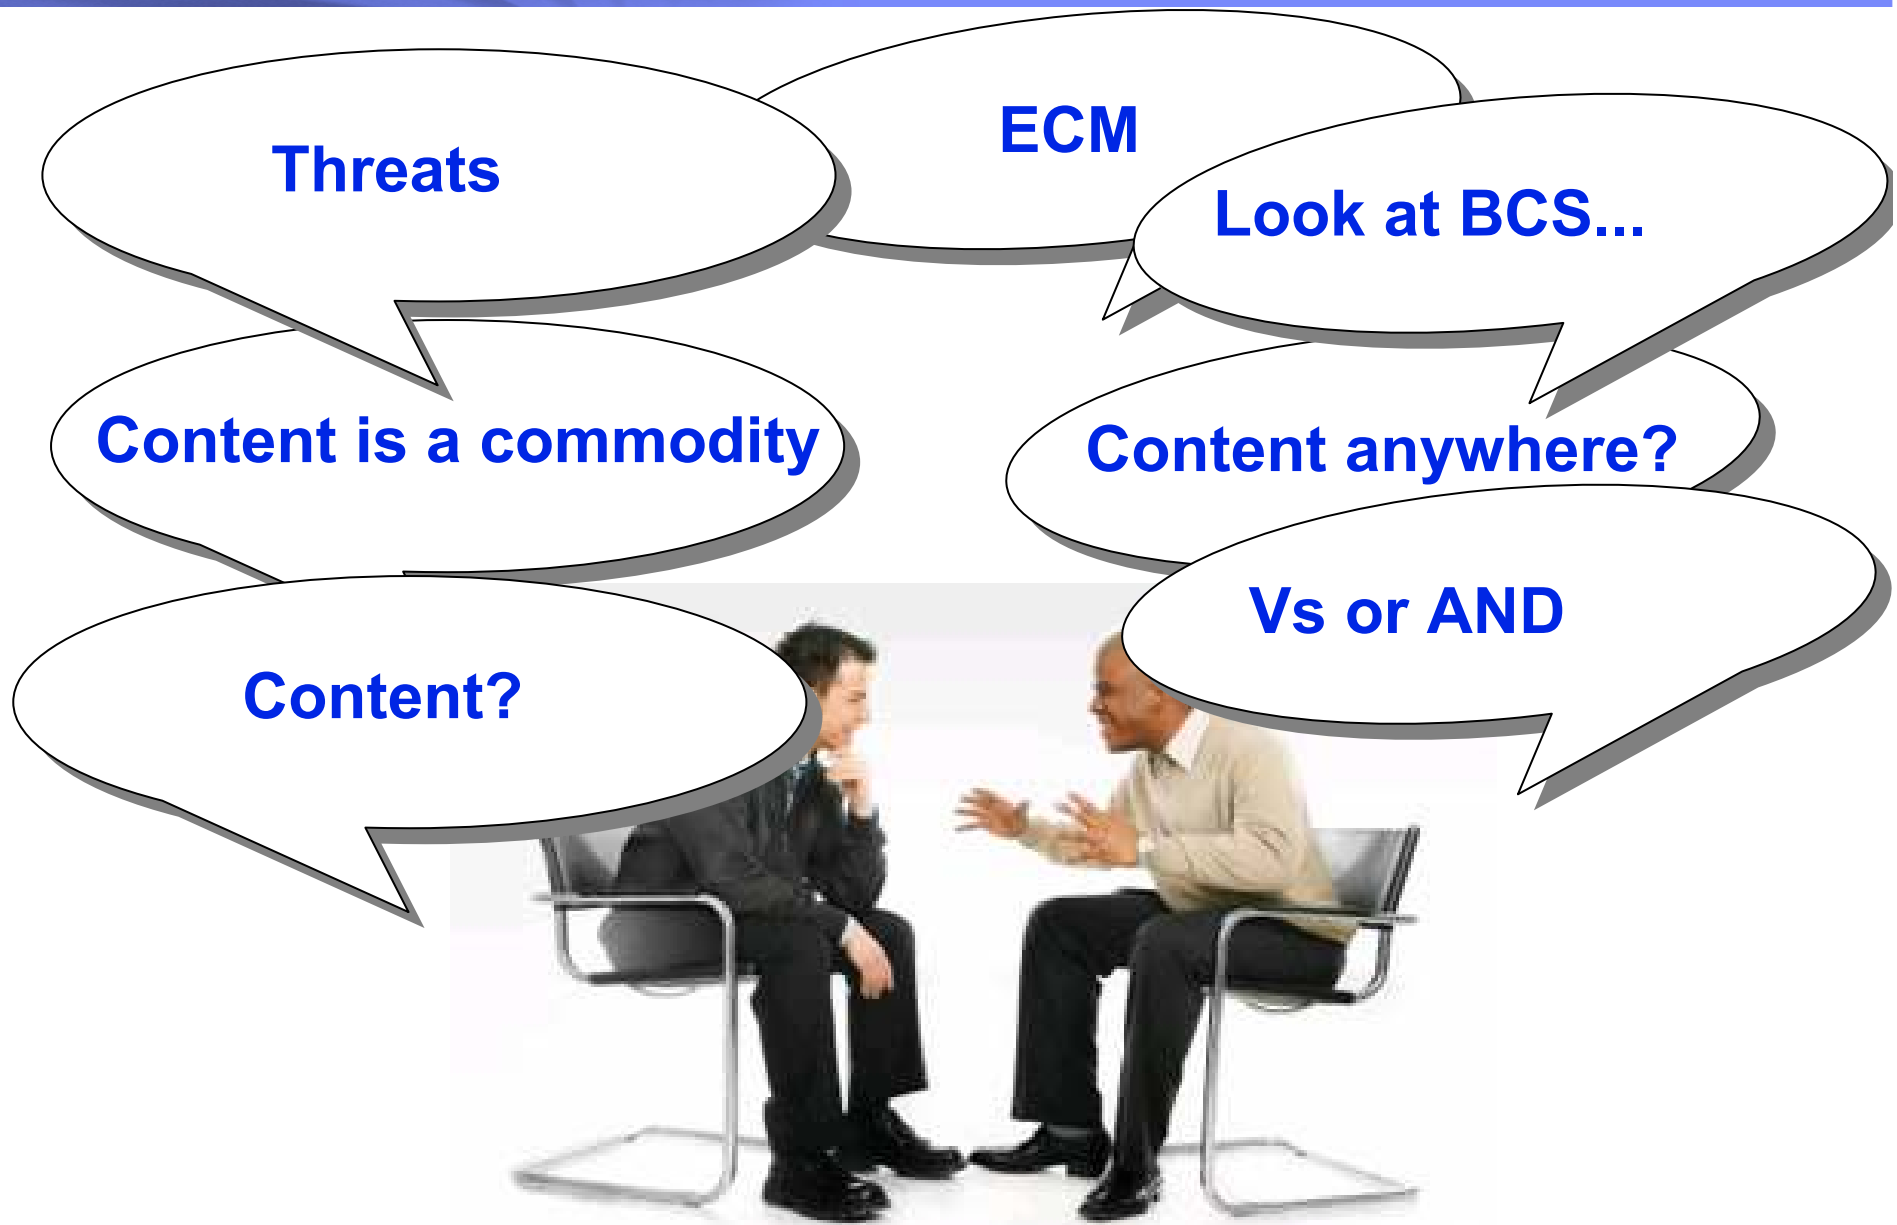 Threats
ECM
Look at BCS...
Content is a commodity
Content anywhere?
Content?
Vs or AND